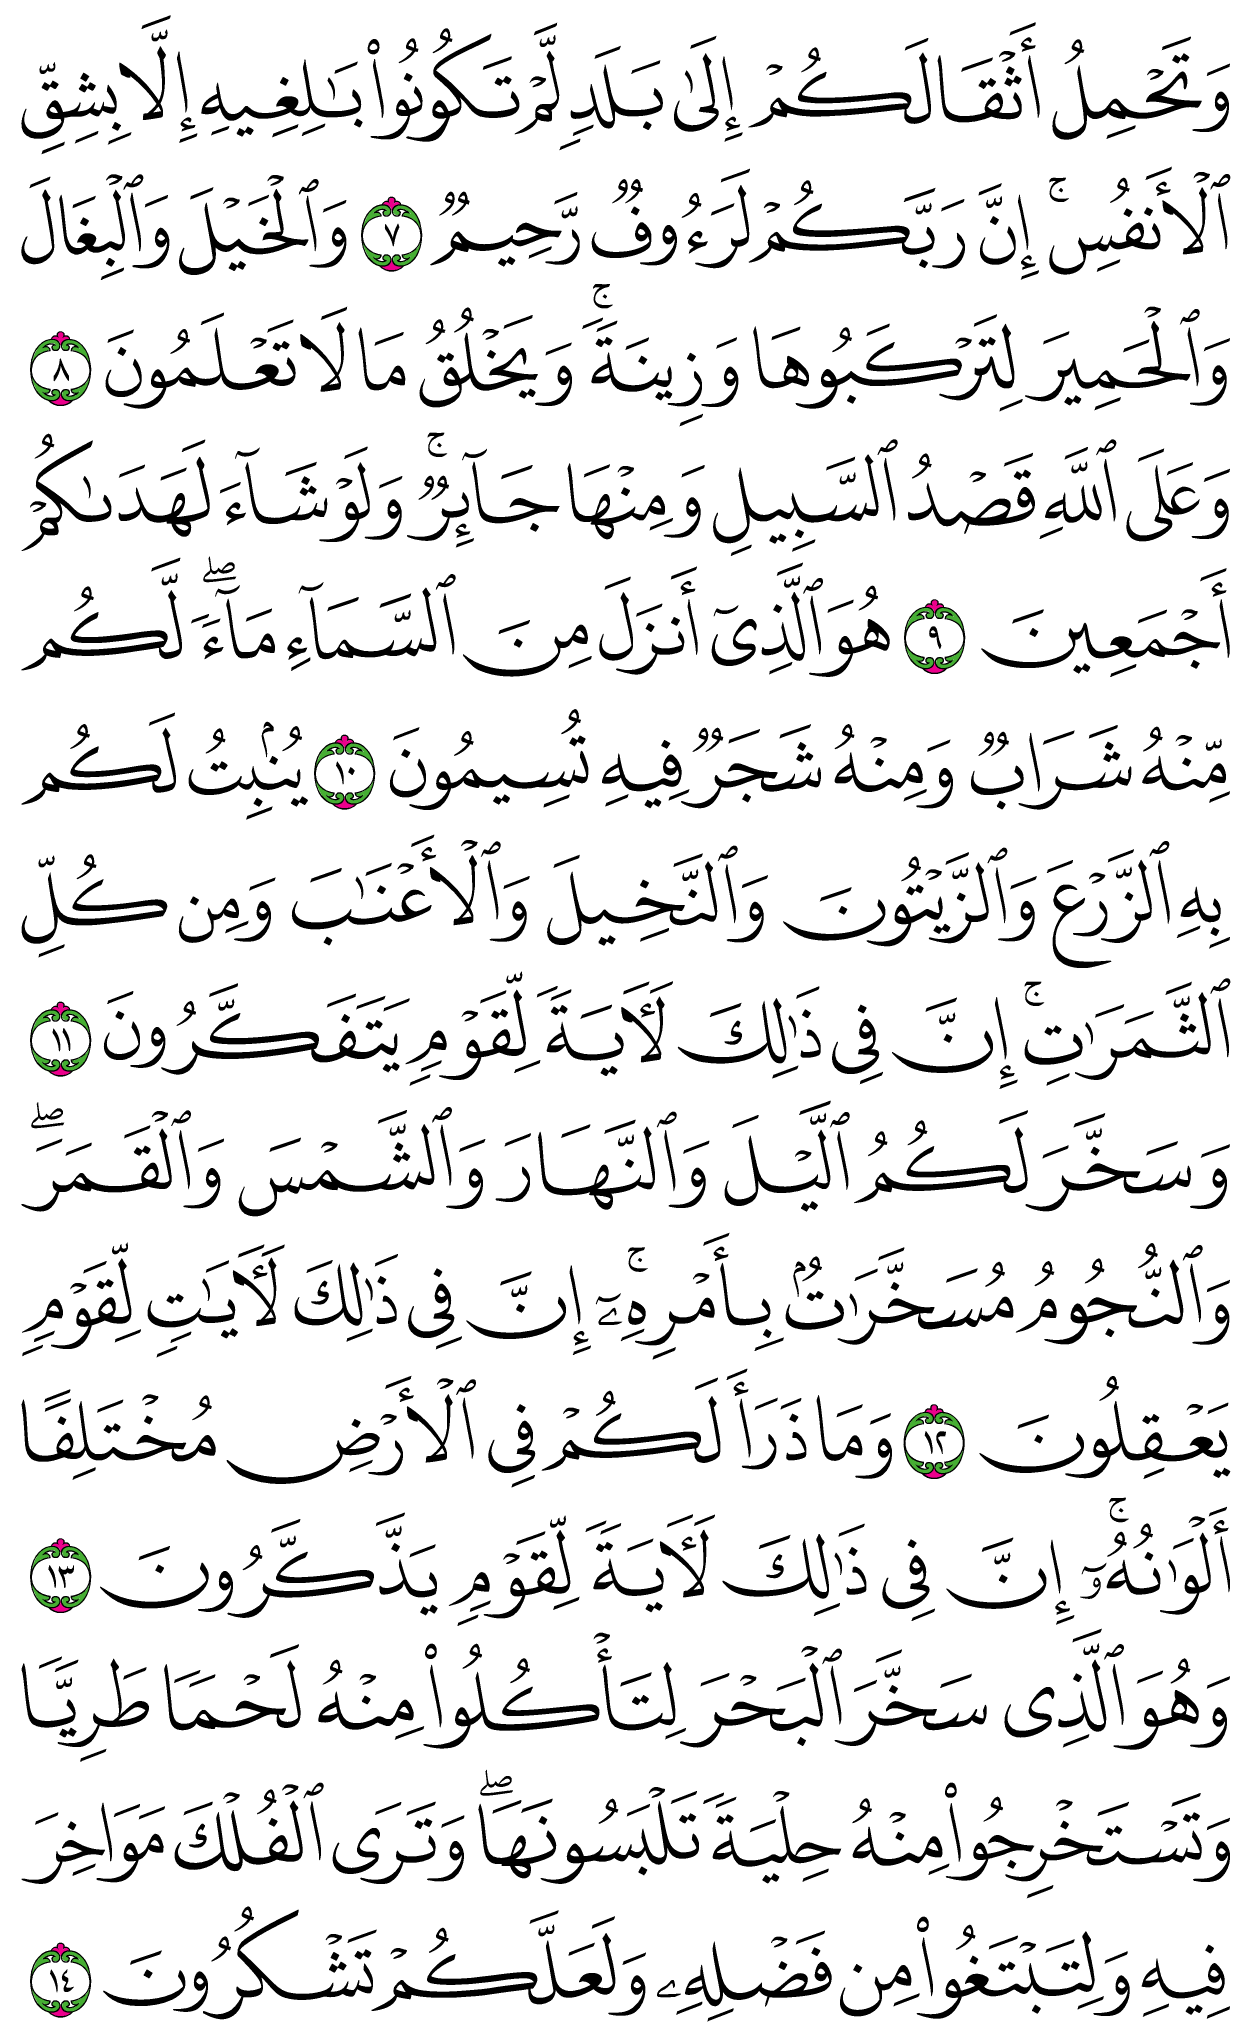 وَتَحْمِلُ أَثْقَالَكُمْ إِلَىٰ بَلَدٍ لَّمْ تَكُونُوا۟ بَـٰلِغِيهِ إِلَّا بِشِقِّ
ٱلْأَنفُسِ ۚ إِنَّ رَبَّكُمْ لَرَءُوفٌ رَّحِيمٌ ٧ وَٱلْخَيْلَ وَٱلْبِغَالَ
وَٱلْحَمِيرَ لِتَرْكَبُوهَا وَزِينَةً ۚ وَيَخْلُقُ مَا لَا تَعْلَمُونَ ٨
وَعَلَى ٱللَّهِ قَصْدُ ٱلسَّبِيلِ وَمِنْهَا جَآئِرٌ ۚ وَلَوْ شَآءَ لَهَدَىٰكُمْ
أَجْمَعِينَ ٩ هُوَ ٱلَّذِىٓ أَنزَلَ مِنَ ٱلسَّمَآءِ مَآءً ۖ لَّكُم
مِّنْهُ شَرَابٌ وَمِنْهُ شَجَرٌ فِيهِ تُسِيمُونَ ١٠ يُنۢبِتُ لَكُم
بِهِ ٱلزَّرْعَ وَٱلزَّيْتُونَ وَٱلنَّخِيلَ وَٱلْأَعْنَـٰبَ وَمِن كُلِّ
ٱلثَّمَرَٰتِ ۚ إِنَّ فِى ذَٰلِكَ لَـَٔايَةً لِّقَوْمٍ يَتَفَكَّرُونَ ١١
وَسَخَّرَ لَكُمُ ٱلَّيْلَ وَٱلنَّهَارَ وَٱلشَّمْسَ وَٱلْقَمَرَ ۖ
وَٱلنُّجُومُ مُسَخَّرَٰتٌۢ بِأَمْرِهِۦٓ ۚ إِنَّ فِى ذَٰلِكَ لَـَٔايَـٰتٍ لِّقَوْمٍ
يَعْقِلُونَ ١٢ وَمَا ذَرَأَ لَكُمْ فِى ٱلْأَرْضِ مُخْتَلِفًا
أَلْوَٰنُهُۥٓ ۚ إِنَّ فِى ذَٰلِكَ لَـَٔايَةً لِّقَوْمٍ يَذَّكَّرُونَ ١٣
وَهُوَ ٱلَّذِى سَخَّرَ ٱلْبَحْرَ لِتَأْكُلُوا۟ مِنْهُ لَحْمًا طَرِيًّا
وَتَسْتَخْرِجُوا۟ مِنْهُ حِلْيَةً تَلْبَسُونَهَا ۖ وَتَرَى ٱلْفُلْكَ مَوَاخِرَ
فِيهِ وَلِتَبْتَغُوا۟ مِن فَضْلِهِۦ وَلَعَلَّكُمْ تَشْكُرُونَ ١٤